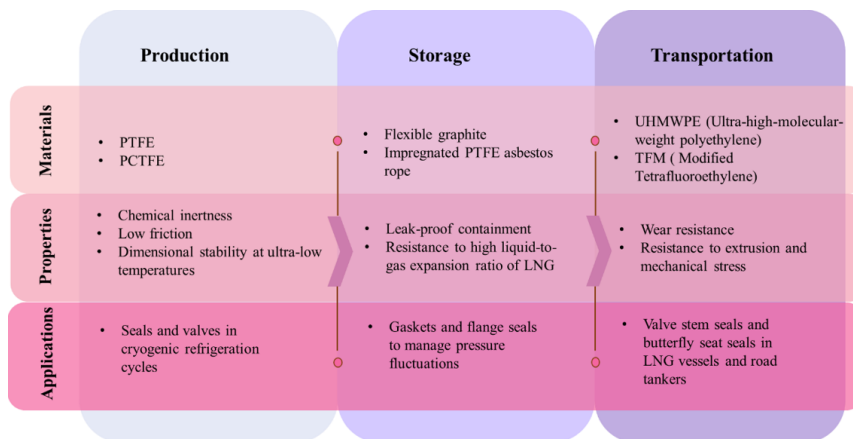 Production
Storage
Transportation
Materials
• PTFE
• PCTFE
• Flexible graphite
• Impregnated PTFE asbestos
rope
• UHMWPE (Ultra-high-molecular-
weight polyethylene)
• TFM ( Modified
Tetrafluoroethylene)
Properties
• Chemical inertness
• Low friction
• Dimensional stability at ultra-low
temperatures
• Leak-proof containment
• Resistance to high liquid-to-
gas expansion ratio of LNG
• Wear resistance
• Resistance to extrusion and
mechanical stress
Applications
• Seals and valves in
cryogenic refrigeration
cycles
• Gaskets and flange seals
to manage pressure
fluctuations
• Valve stem seals and
butterfly seat seals in
LNG vessels and road
tankers